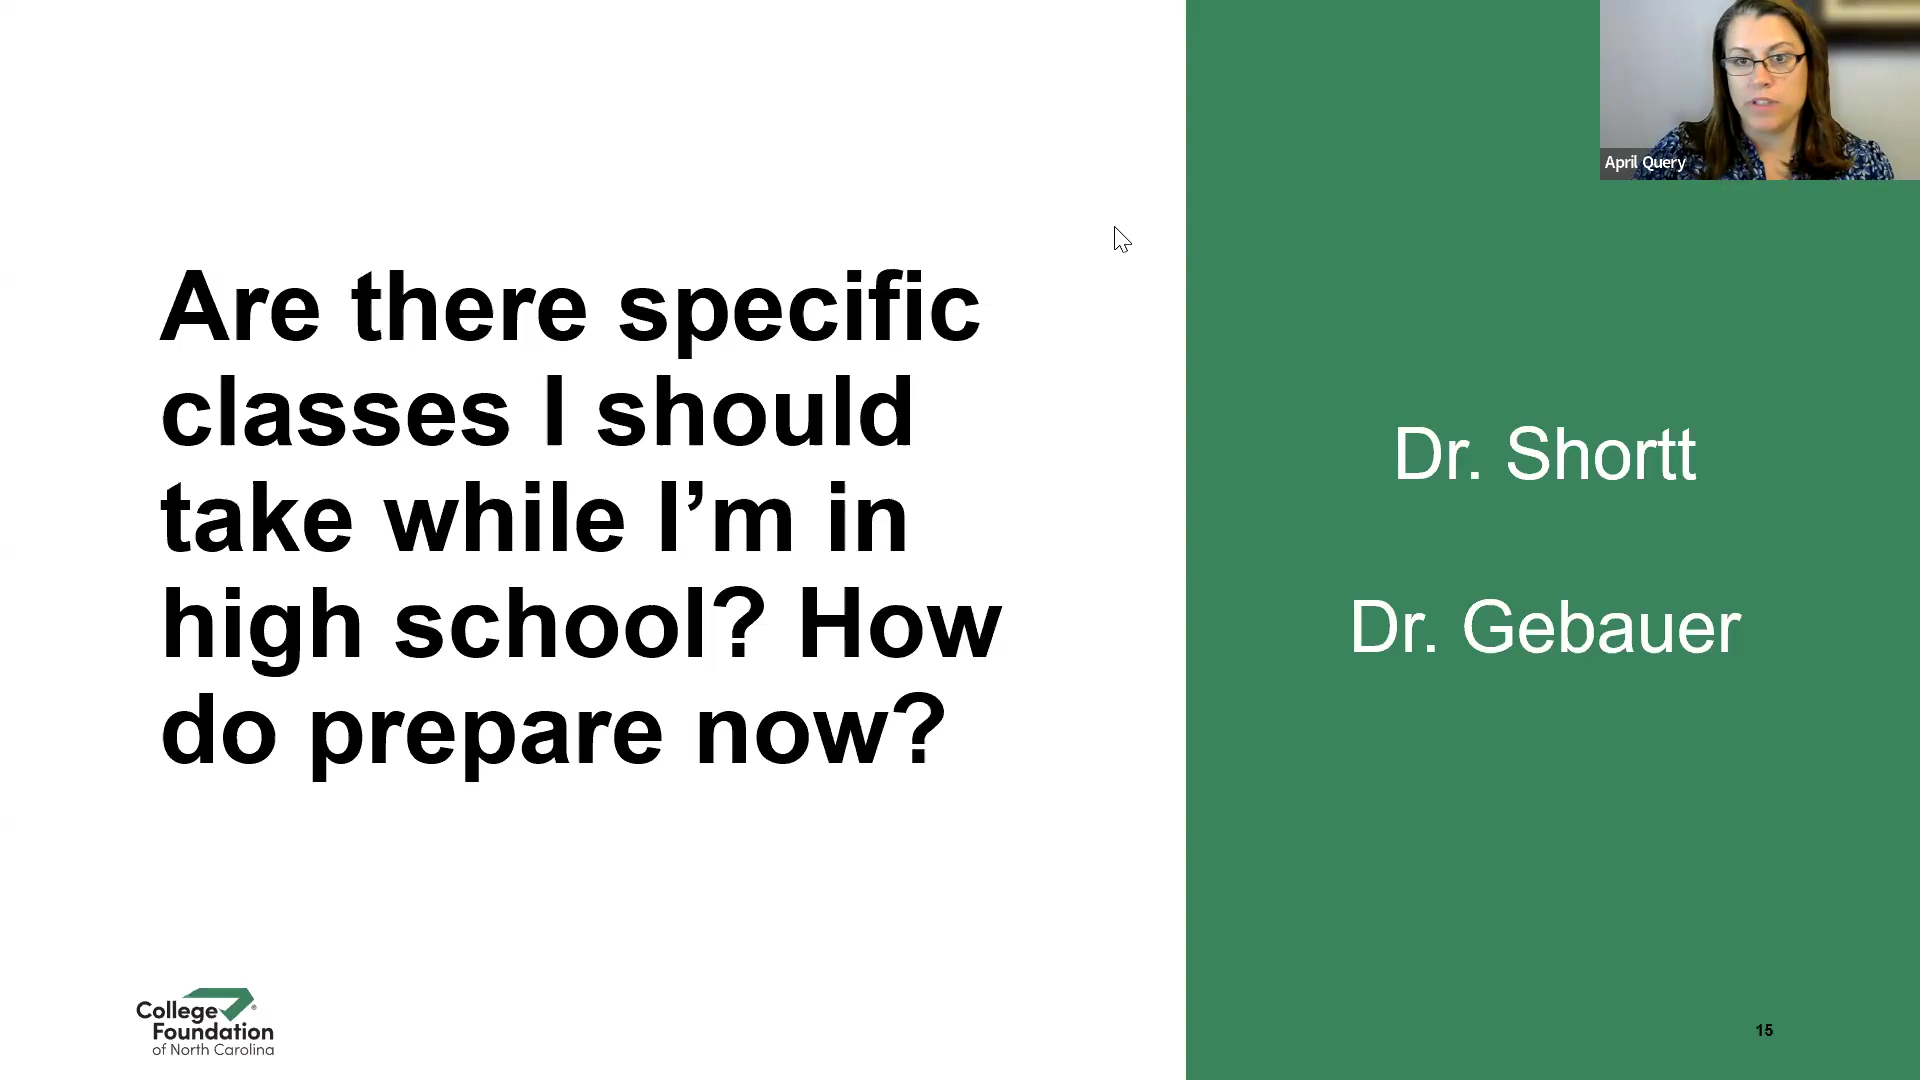 Are there specific
classes I should
take while I’m in
high school? How
do prepare now?
Dr. Shortt
Dr. Gebauer
April Query
College
Foundation
of North Carolina
15